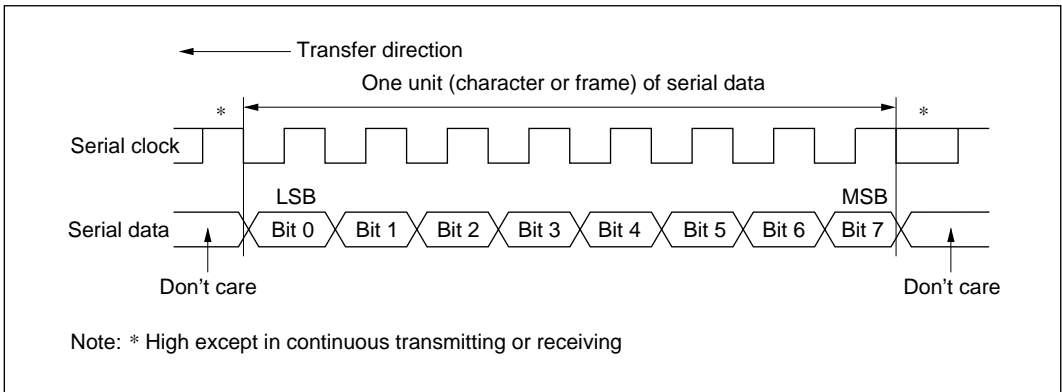 Transfer direction
One unit (character or frame) of serial data
* *
Serial clock
LSB MSB
Serial data Bit 0 Bit 1 Bit 2 Bit 3 Bit 4 Bit 5 Bit 6 Bit 7
Don't care Don't care
Note: * High except in continuous transmitting or receiving